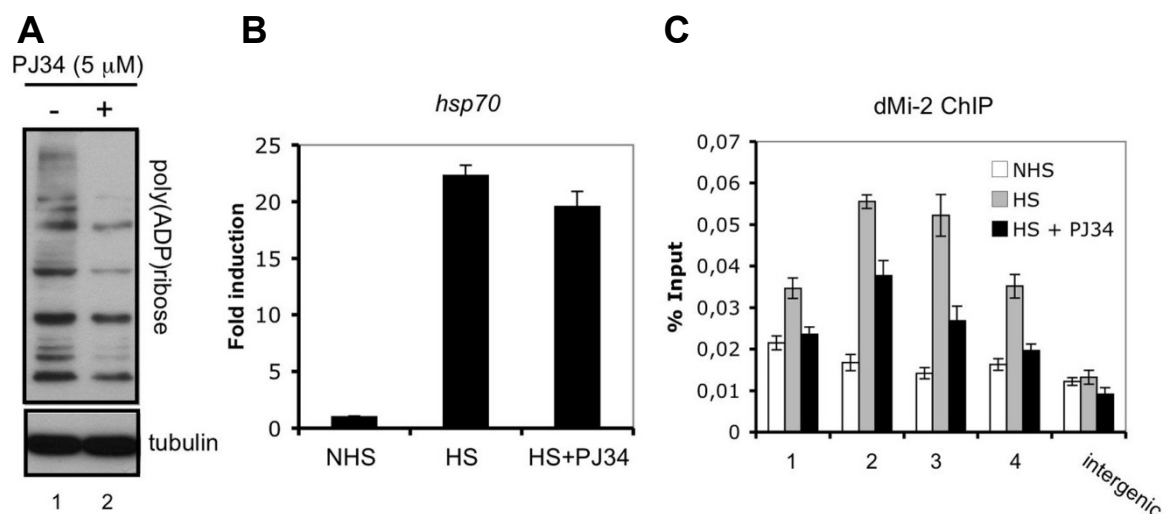 A
PJ34 (5 µM)
- +
poly(ADP)ribose
tubulin
1 2
B
hsp70
Fold induction
25
20
15
10
5
0
NHS HS HS+PJ34
C
dMi-2 ChIP
% Input
0,07
0,06
0,05
0,04
0,03
0,02
0,01
0
NHS
HS
HS + PJ34
1 2 3 4 intergenic